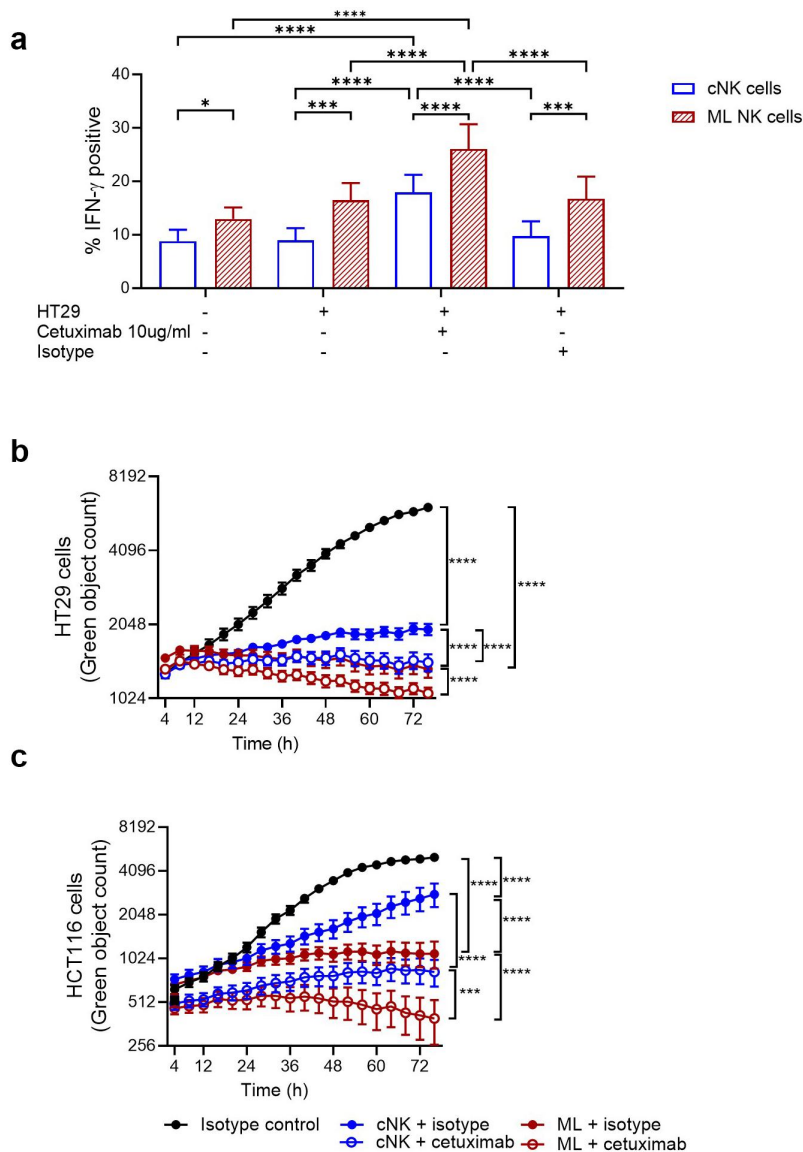 a
****
****
**** ****
**** ****
* *** **** ***
cNK cells
ML NK cells
% IFN-γ positive
40
30
20
10
0
HT29 - + + +
Cetuximab 10ug/ml - - + -
Isotype - - - +
b
HT29 cells
(Green object count)
8192
4096
2048
1024
4 12 24 36 48 60 72
Time (h)
****
****
**** ****
****
c
HCT116 cells
(Green object count)
8192
4096
2048
1024
512
256
4 12 24 36 48 60 72
Time (h)
**** ****
****
**** ****
***
Isotype control cNK + isotype ML + isotype
cNK + cetuximab ML + cetuximab